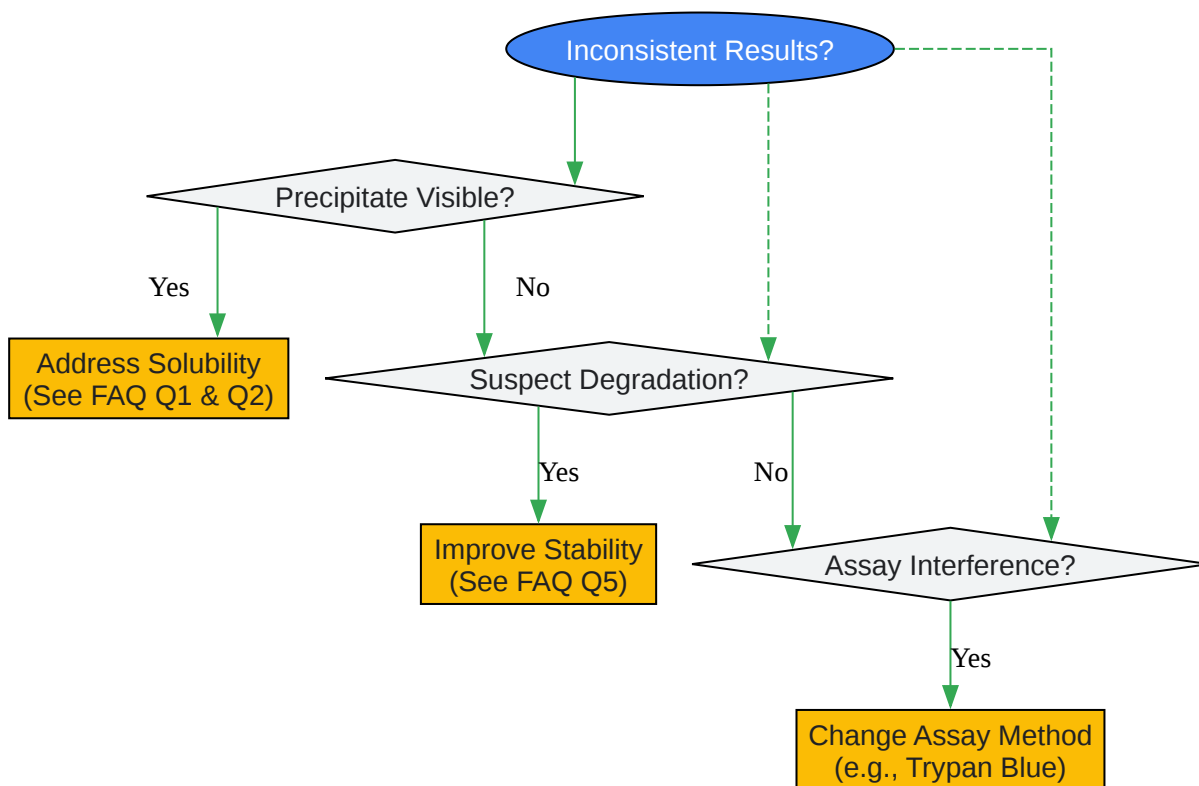 Inconsistent Results?
Precipitate Visible?
Yes
No
Address Solubility
(See FAQ Q1 & Q2)
Suspect Degradation?
Yes
No
Improve Stability
(See FAQ Q5)
Assay Interference?
Yes
Change Assay Method
(e.g., Trypan Blue)